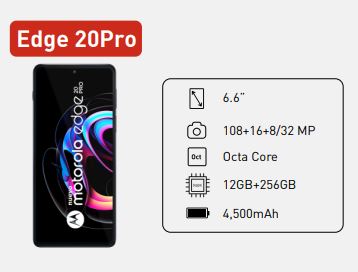 Edge 20Pro
nuevo
motorola edge 20
PRO
6.6"
108+16+8/32 MP
Oct
Octa Core
12GB+256GB
4,500mAh